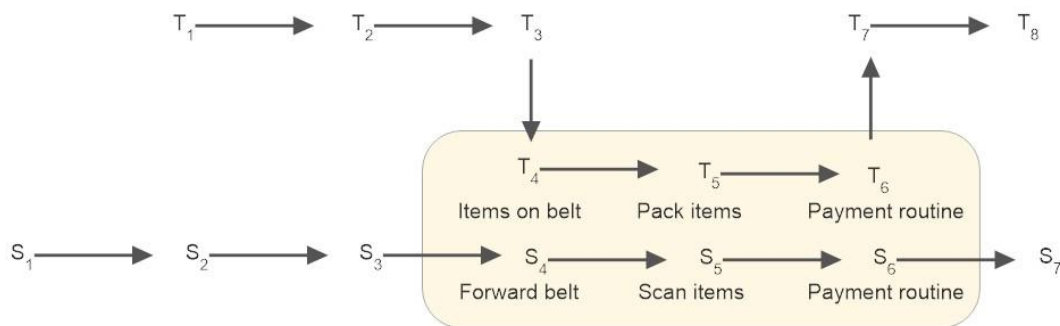 T₁ T₂ T₃ T₇ T₈
T₄ T₅ T₆
Items on belt Pack items Payment routine
S₁ S₂ S₃ S₄ S₅ S₆ S₇
Forward belt Scan items Payment routine